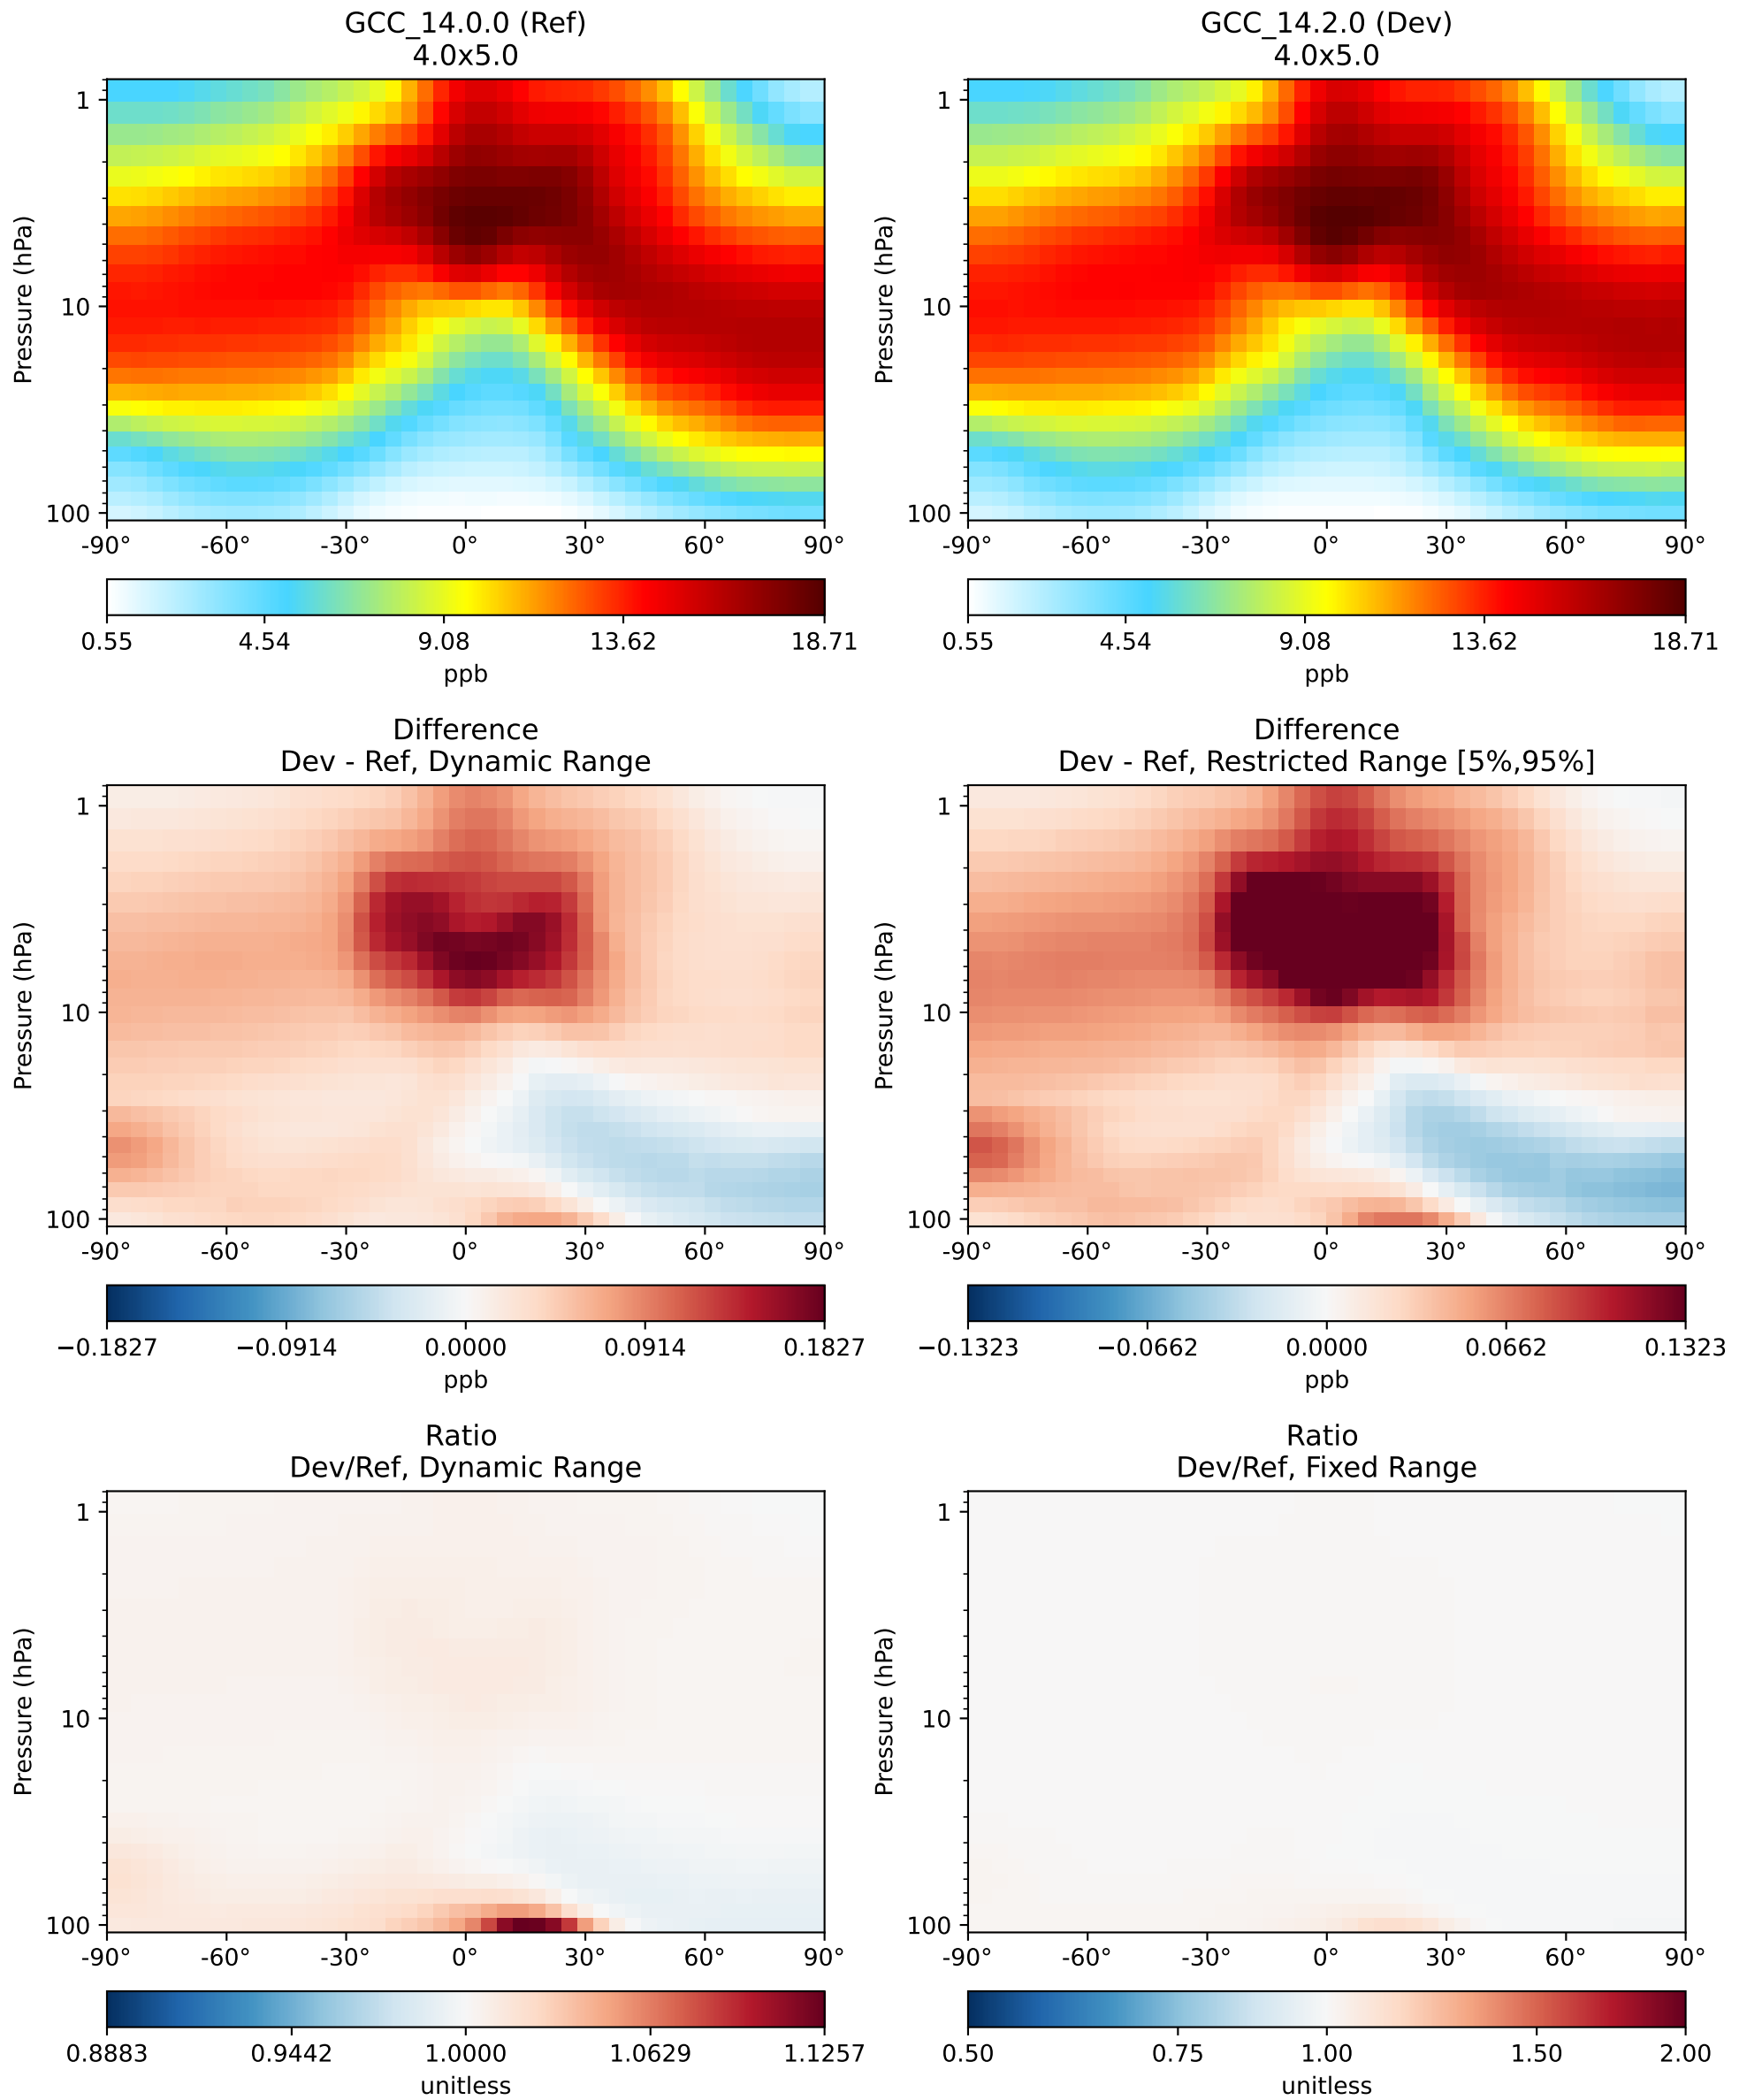 GCC_14.0.0 (Ref)
4.0x5.0
GCC_14.2.0 (Dev)
4.0x5.0
Pressure (hPa)
1
10
100
-90° -60° -30° 0° 30° 60° 90°
0.55 4.54 9.08 13.62 18.71
ppb
Pressure (hPa)
1
10
100
-90° -60° -30° 0° 30° 60° 90°
0.55 4.54 9.08 13.62 18.71
ppb
Difference
Dev - Ref, Dynamic Range
Difference
Dev - Ref, Restricted Range [5%,95%]
Pressure (hPa)
1
10
100
-90° -60° -30° 0° 30° 60° 90°
−0.1827 −0.0914 0.0000 0.0914 0.1827
ppb
Pressure (hPa)
1
10
100
-90° -60° -30° 0° 30° 60° 90°
−0.1323 −0.0662 0.0000 0.0662 0.1323
ppb
Ratio
Dev/Ref, Dynamic Range
Ratio
Dev/Ref, Fixed Range
Pressure (hPa)
1
10
100
-90° -60° -30° 0° 30° 60° 90°
0.8883 0.9442 1.0000 1.0629 1.1257
unitless
Pressure (hPa)
1
10
100
-90° -60° -30° 0° 30° 60° 90°
0.50 0.75 1.00 1.50 2.00
unitless